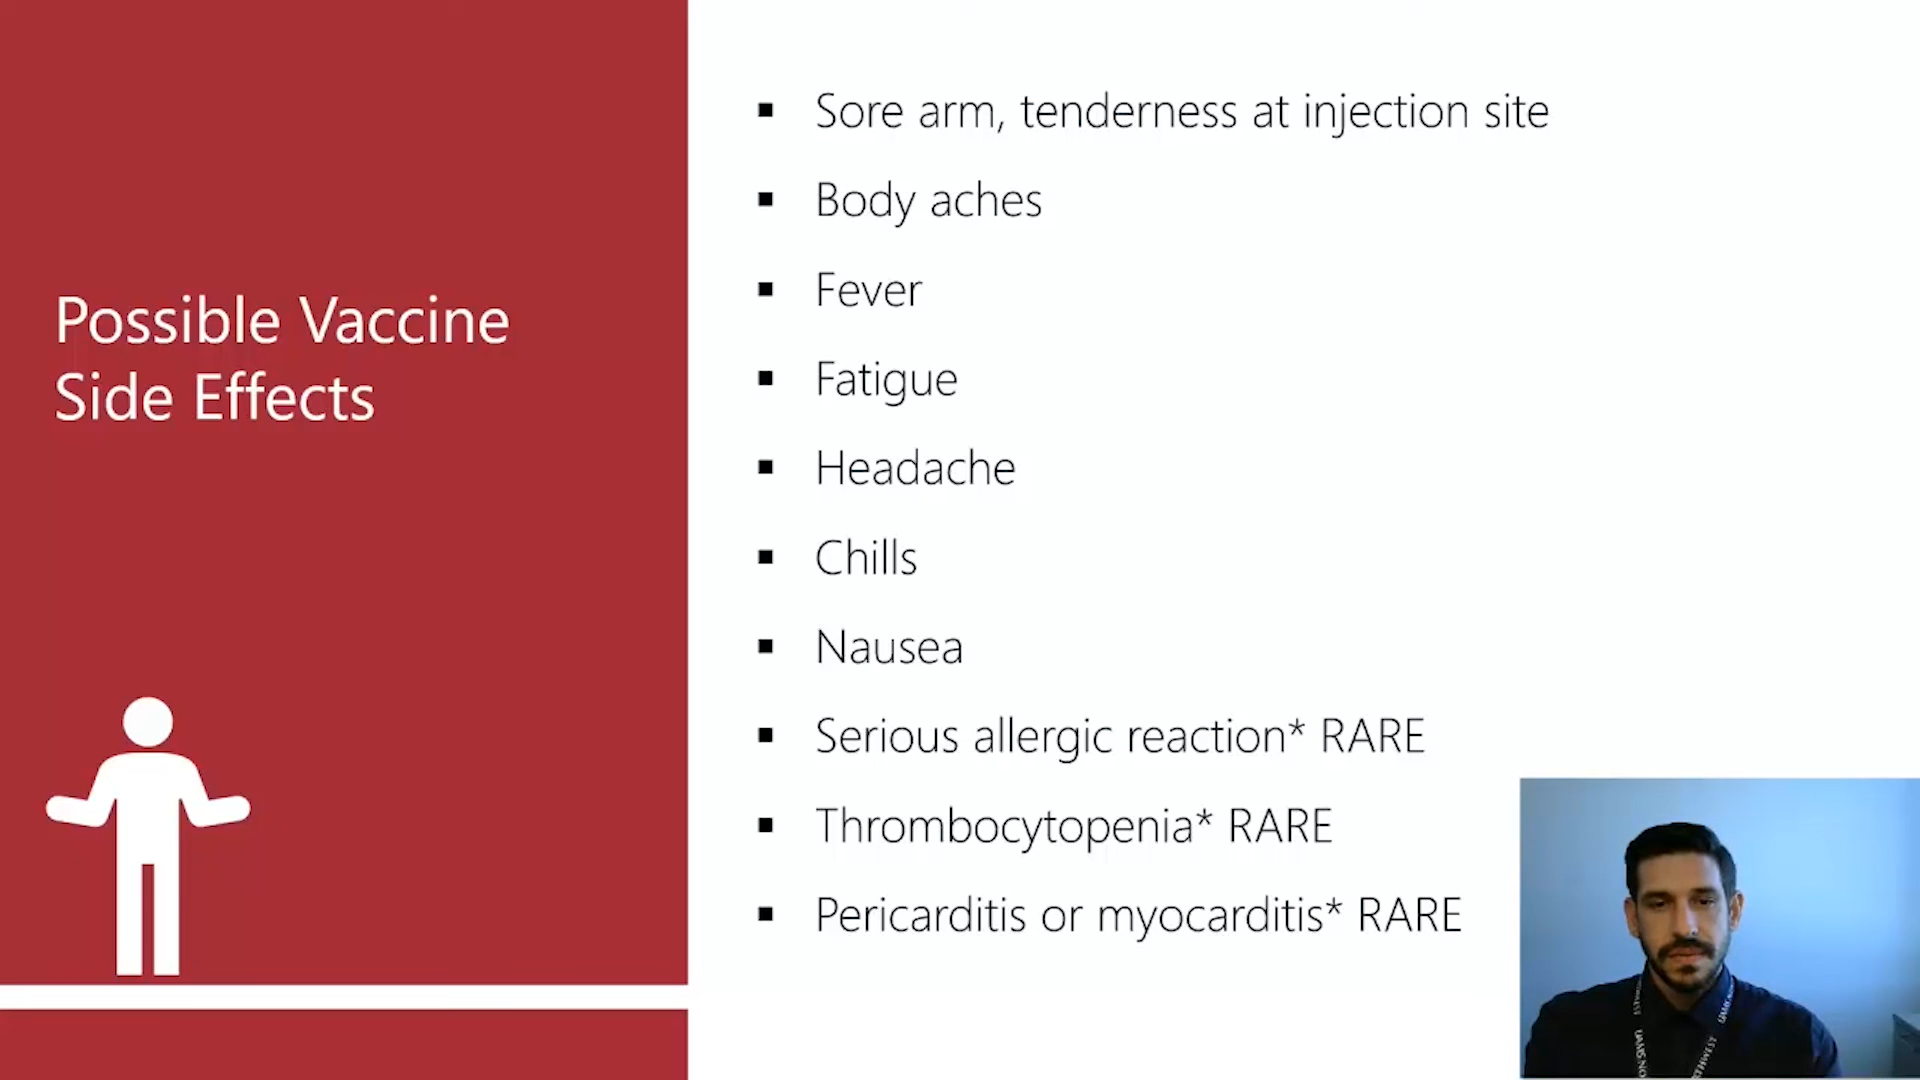 Possible Vaccine
Side Effects
▪ Sore arm, tenderness at injection site
▪ Body aches
▪ Fever
▪ Fatigue
▪ Headache
▪ Chills
▪ Nausea
▪ Serious allergic reaction* RARE
▪ Thrombocytopenia* RARE
▪ Pericarditis or myocarditis* RARE